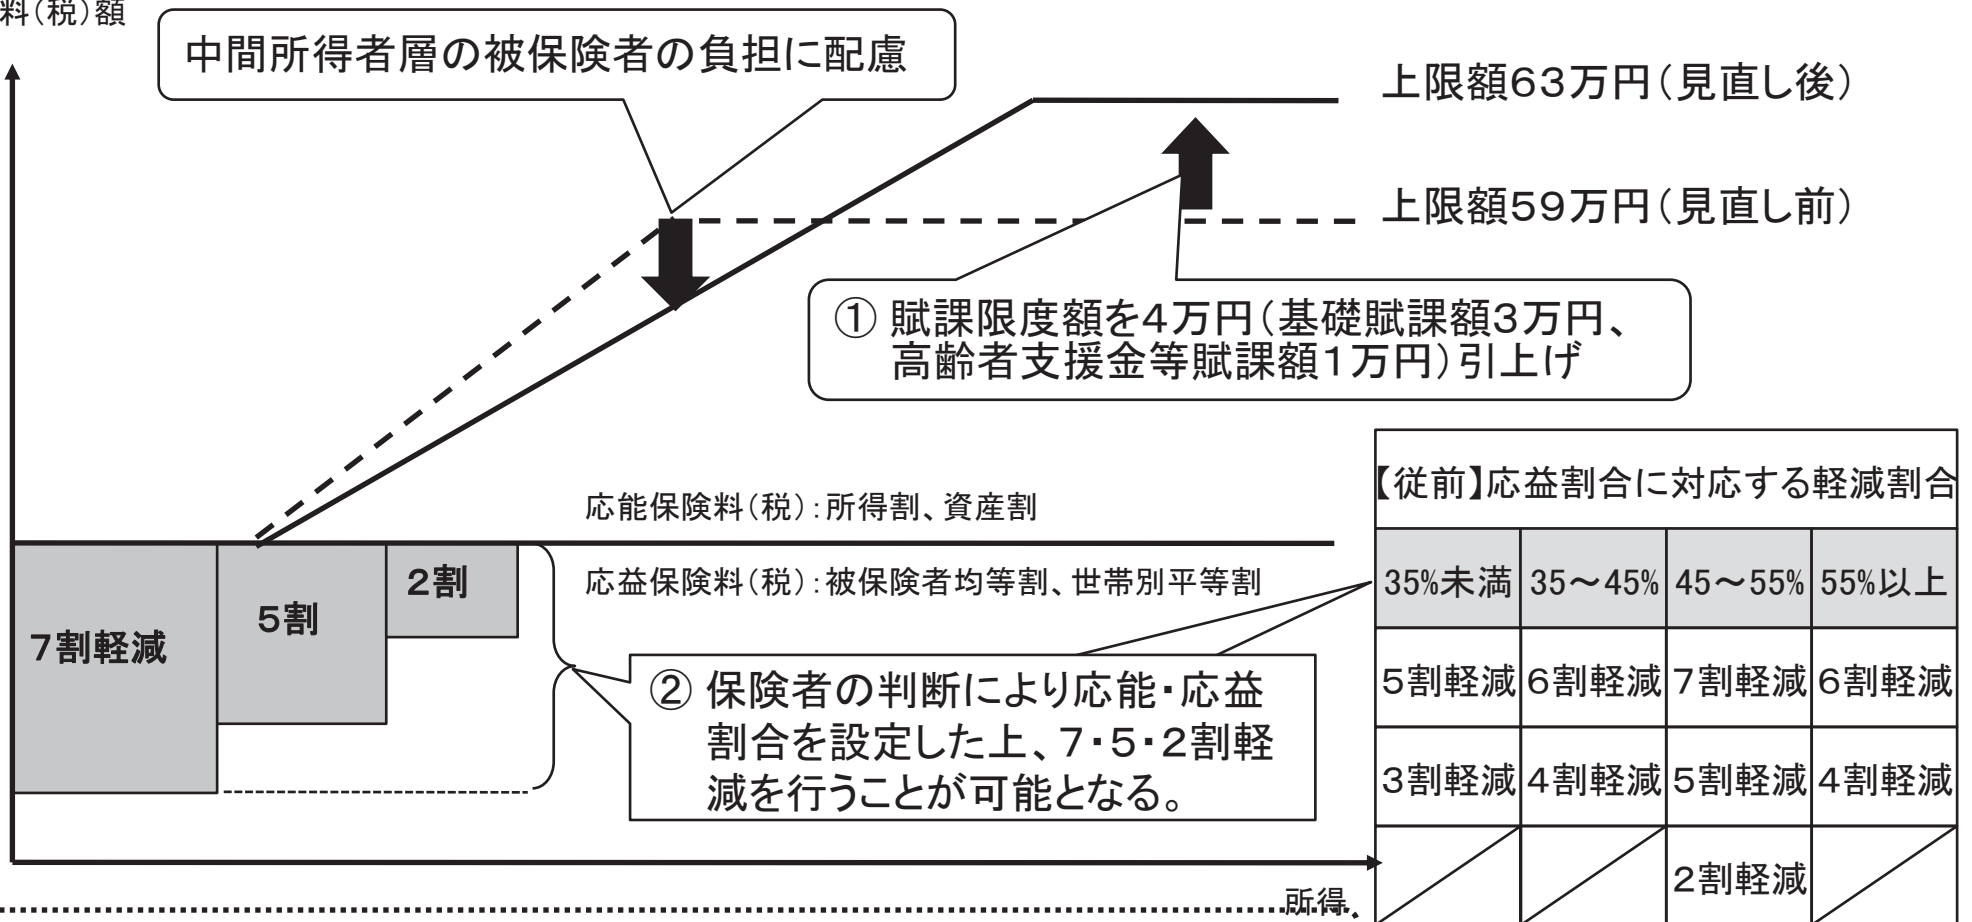 料(税)額
中間所得者層の被保険者の負担に配慮
上限額63万円(見直し後)
上限額59万円(見直し前)
① 賦課限度額を4万円(基礎賦課額3万円、
高齢者支援金等賦課額1万円)引上げ
応能保険料(税):所得割、資産割
応益保険料(税):被保険者均等割、世帯別平等割
7割軽減
5割
2割
② 保険者の判断により応能・応益
割合を設定した上、7・5・2割軽
減を行うことが可能となる。
【従前】応益割合に対応する軽減割合
35%未満 35～45% 45～55% 55%以上
5割軽減 6割軽減 7割軽減 6割軽減
3割軽減 4割軽減 5割軽減 4割軽減
2割軽減
所得